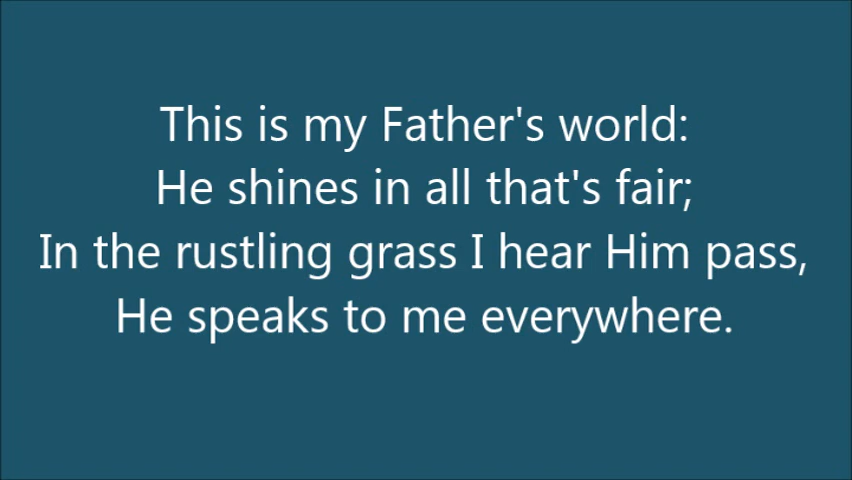 This is my Father's world:
He shines in all that's fair;
In the rustling grass I hear Him pass,
He speaks to me everywhere.